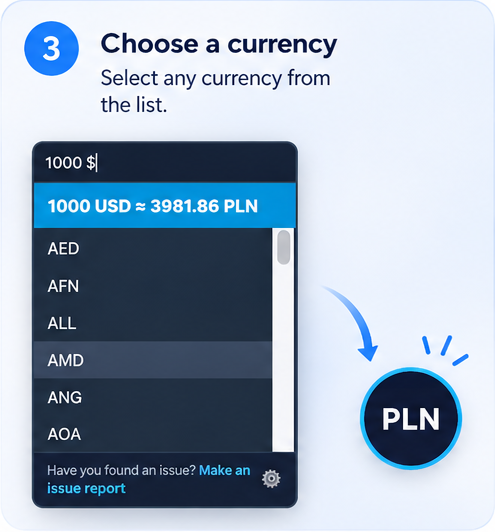 3
Choose a currency
Select any currency from
the list.
1000 $
1000 USD ≈ 3981.86 PLN
AED
AFN
ALL
AMD
ANG
AOA
Have you found an issue? Make an
issue report
PLN